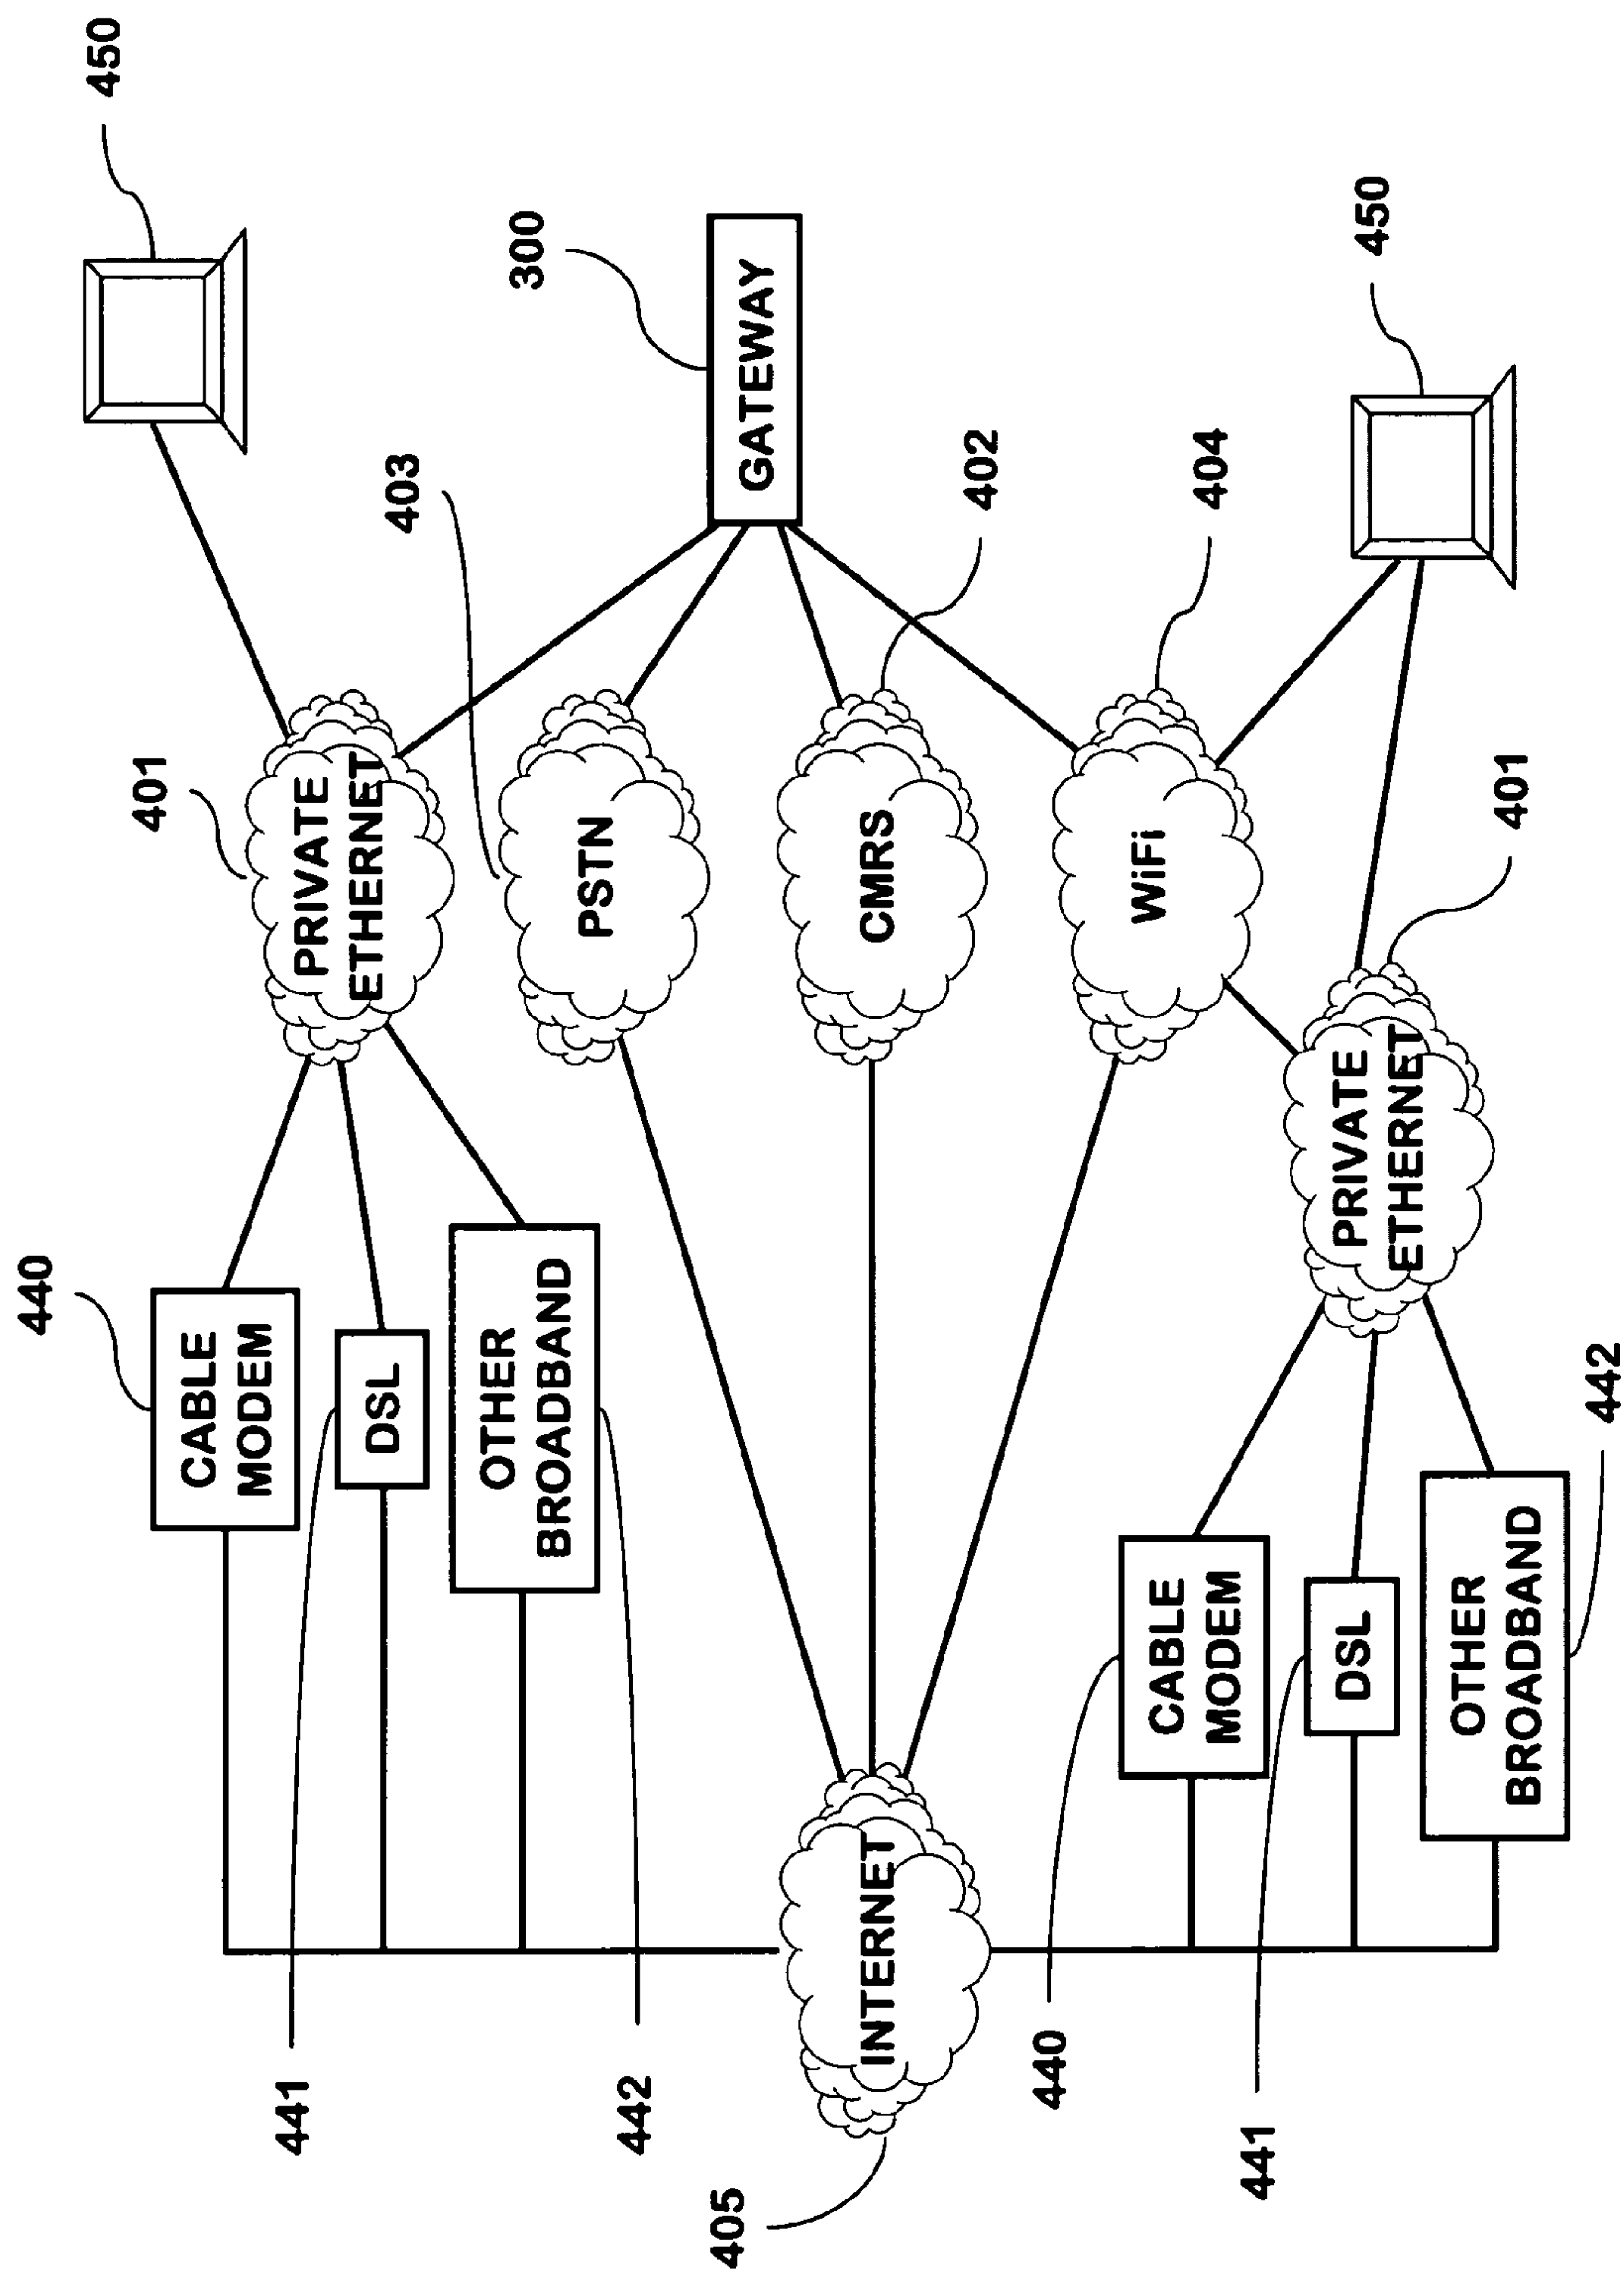 440
CABLE
MODEM
401
450
441
DSL
PRIVATE
ETHERNET
OTHER
BROADBAND
403
300
442
PSTN
GATEWAY
405
INTERNET
CMRS
402
440
CABLE
MODEM
WiFi
404
441
DSL
PRIVATE
ETHERNET
450
OTHER
BROADBAND
401
442